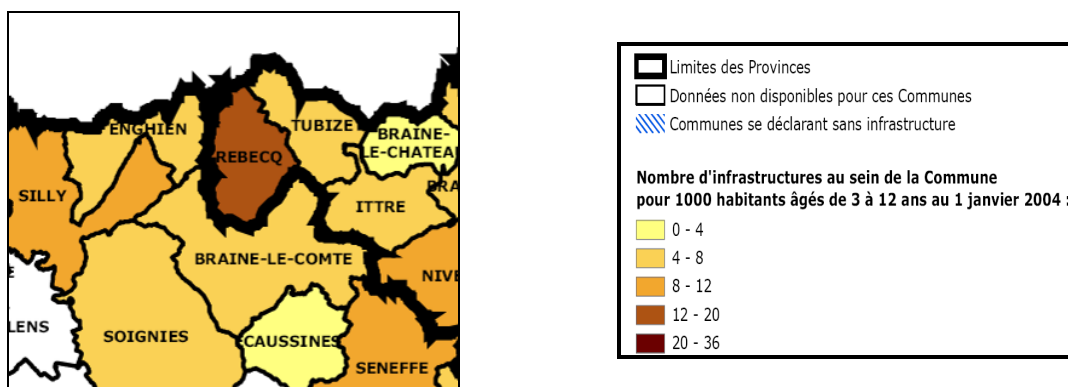 ENGHIEN
TUBIZE
BRAINE-
LE-CHATEA
REBECQ
SILLY
BRA
ITTRE
BRAINE-LE-COMTE
NIVE
LENS
SOIGNIES
CAUSSINES
SENEFFE
Limites des Provinces
Données non disponibles pour ces Communes
Communes se déclarant sans infrastructure
Nombre d'infrastructures au sein de la Commune
pour 1000 habitants âgés de 3 à 12 ans au 1 janvier 2004 :
0 - 4
4 - 8
8 - 12
12 - 20
20 - 36